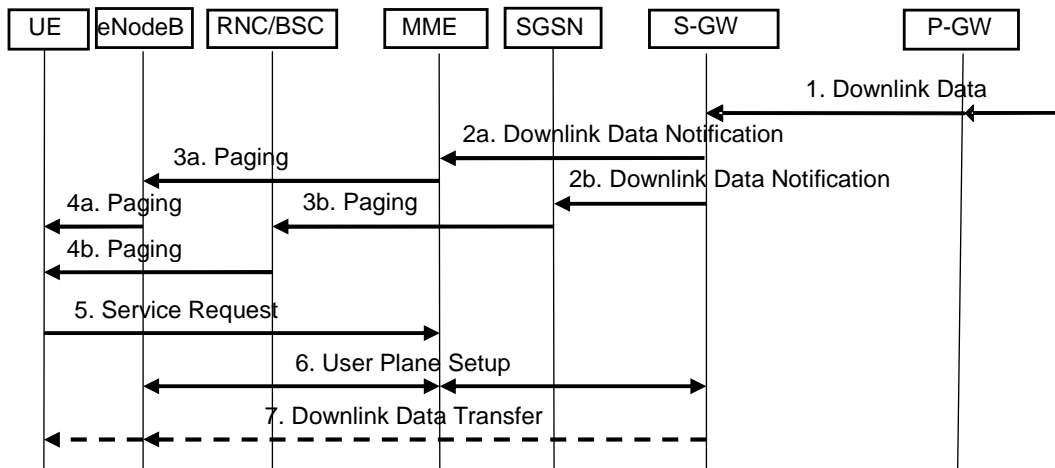 UE eNodeB RNC/BSC MME SGSN S-GW P-GW
1. Downlink Data
2a. Downlink Data Notification
3a. Paging
2b. Downlink Data Notification
4a. Paging
3b. Paging
4b. Paging
5. Service Request
6. User Plane Setup
7. Downlink Data Transfer